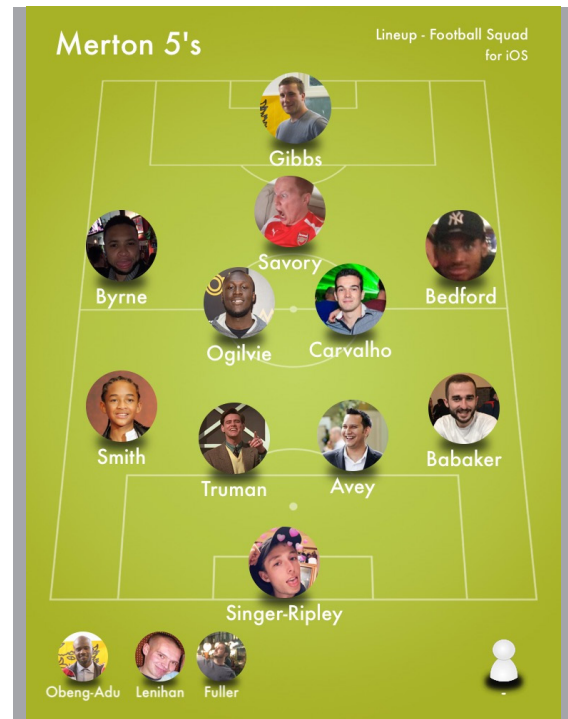 Merton 5's
Lineup - Football Squad
for iOS
Gibbs
Savory
Byrne
Bedford
Ogilvie
Carvalho
Smith
Babaker
Truman
Avey
Singer-Ripley
Obeng-Adu
Lenihan
Fuller
-